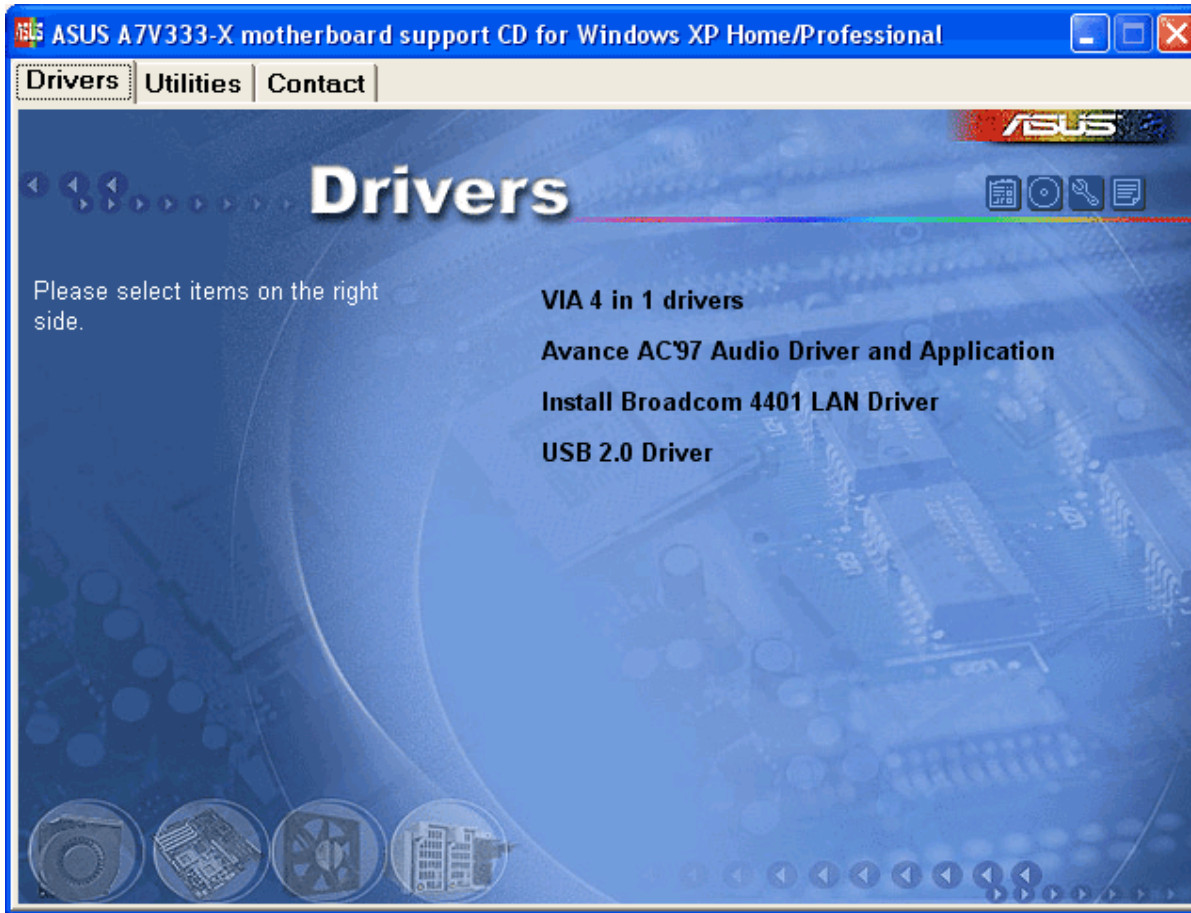 ASUS A7V333-X motherboard support CD for Windows XP Home/Professional
Drivers
Utilities
Contact
ASUS
Drivers
Please select items on the right
side.
VIA 4 in 1 drivers
Avance AC'97 Audio Driver and Application
Install Broadcom 4401 LAN Driver
USB 2.0 Driver